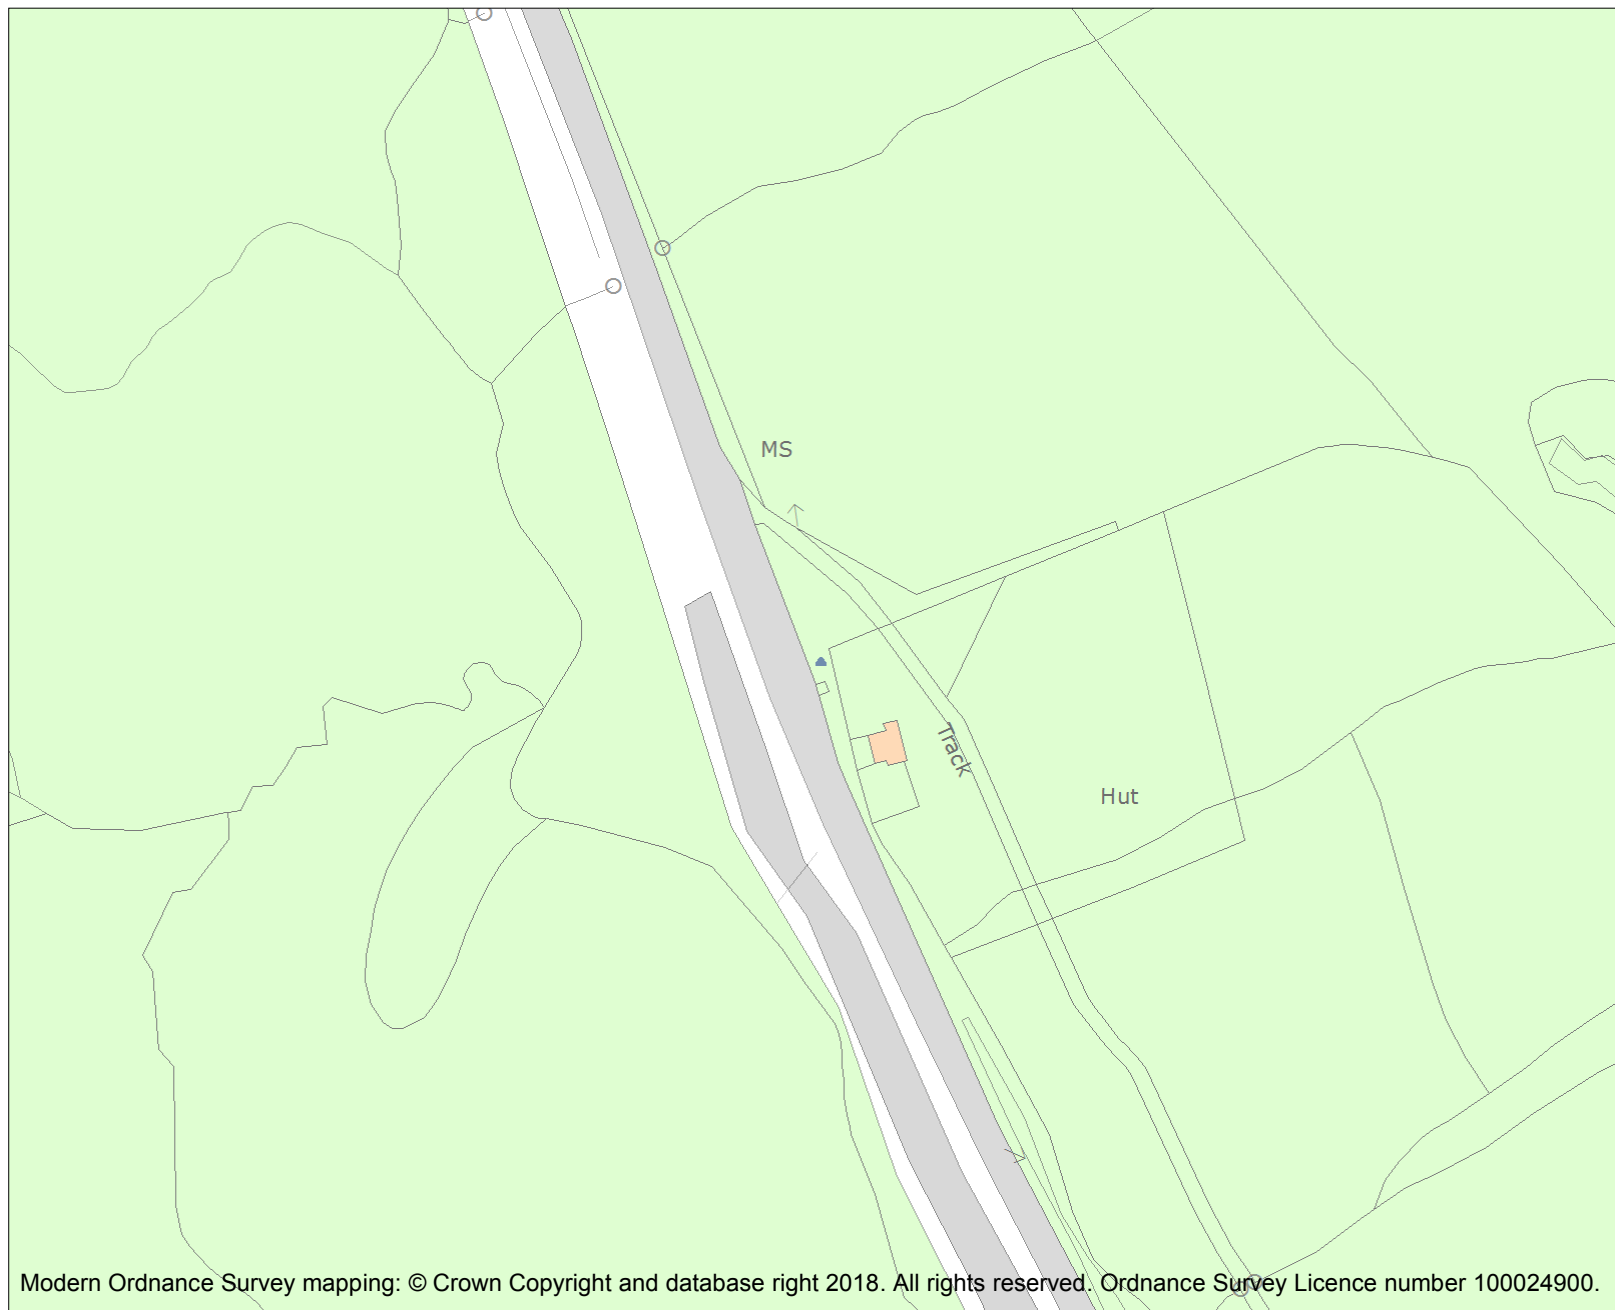 MS
Track
Hut
Modern Ordnance Survey mapping: © Crown Copyright and database right 2018. All rights reserved. Ordnance Survey Licence number 100024900.